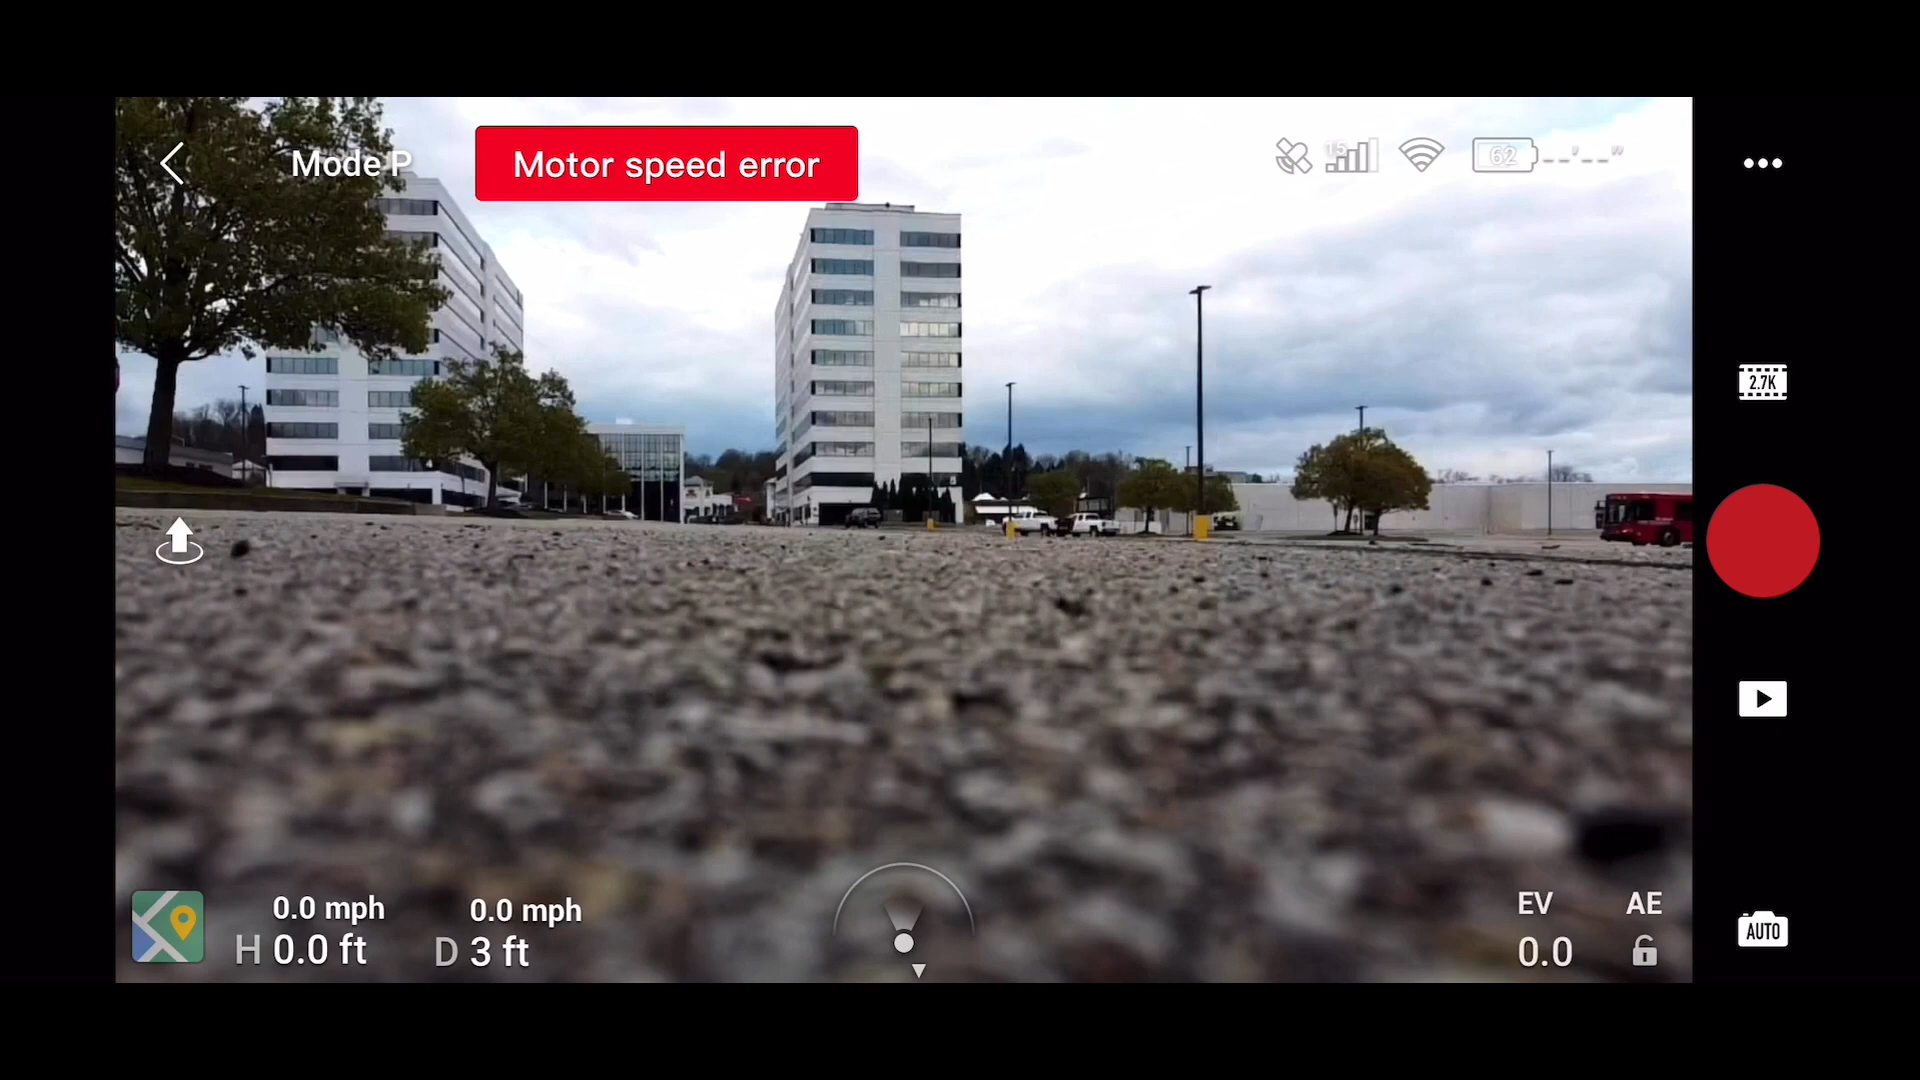 Mode P
Motor speed error
15
62
--'--"
2.7K
0.0 mph
0.0 mph
H 0.0 ft
D 3 ft
EV
AE
0.0
AUTO